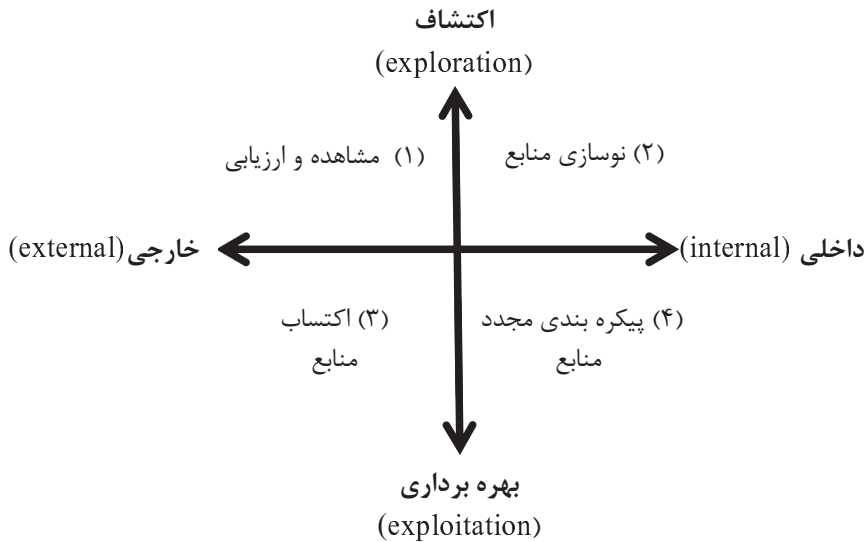 اکتشاف
(exploration)
(۱) مشاهده و ارزیابی
(۲) نوسازی منابع
خارجی (external)
داخلی (internal)
(۳) اکتساب
منابع
(۴) پیکره بندی مجدد
منابع
بهره برداری
(exploitation)